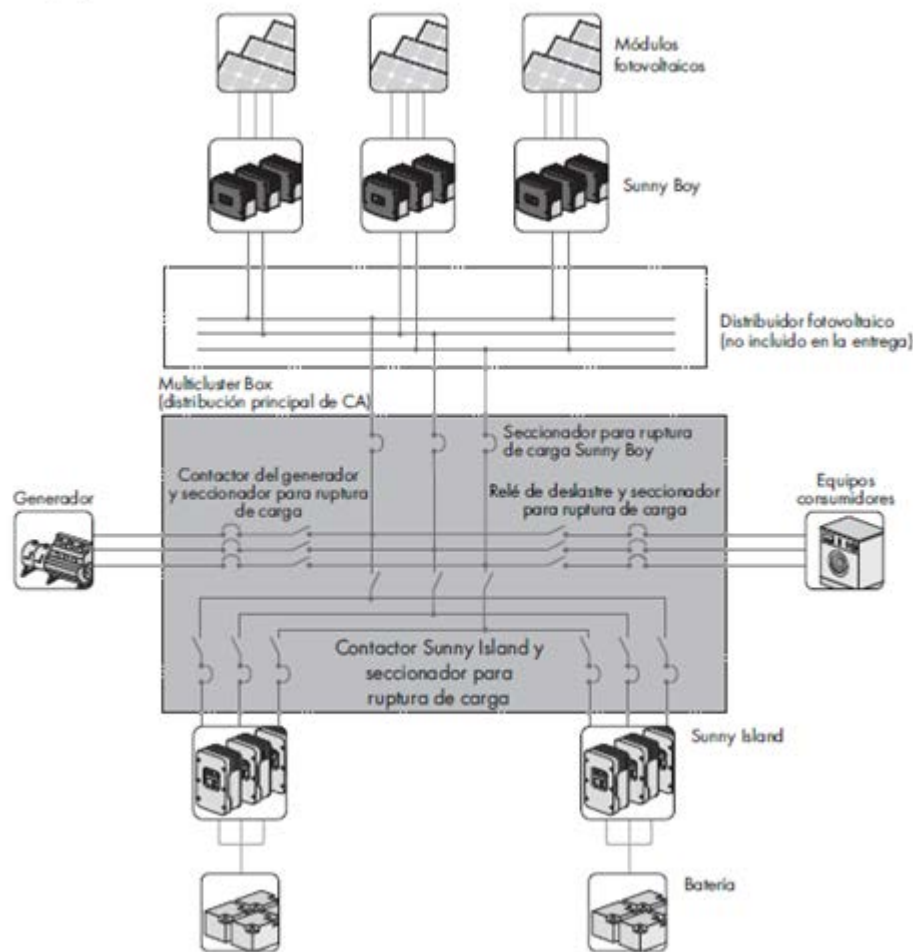 Módulos
fotovoltaicos
Sunny Boy
Distribuidor fotovoltaico
(no incluido en la entrega)
Multicluster Box
(distribución principal de CA)
Seccionador para ruptura
de carga Sunny Boy
Contactor del generador
y seccionador para ruptura
de carga
Relé de deslastre y seccionador
para ruptura de carga
Generador
Equipos
consumidores
Contactor Sunny Island y
seccionador para
ruptura de carga
Sunny Island
Batería